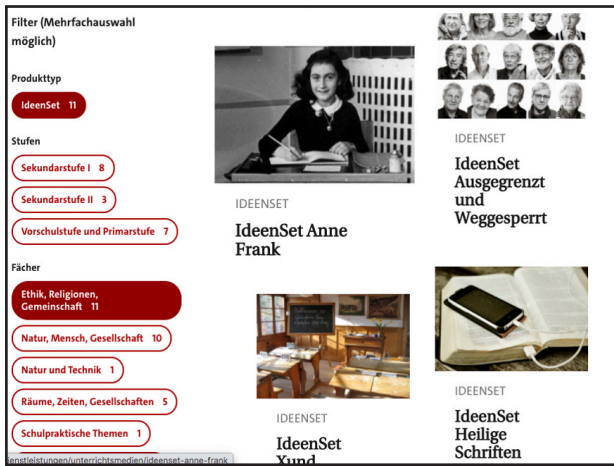 Filter (Mehrfachauswahl
möglich)
Produkttyp
IdeenSet 11
Stufen
Sekundarstufe I 8
Sekundarstufe II 3
Vorschulstufe und Primarstufe 7
Fächer
Ethik, Religionen,
Gemeinschaft 11
Natur, Mensch, Gesellschaft 10
Natur und Technik 1
Räume, Zeiten, Gesellschaften 5
Schulpraktische Themen 1
ienstleistungen/unterrichtsmedien/ideenset-anne-frank
IDEENSET
IdeenSet Anne
Frank
IDEENSET
IdeenSet
Xund
IDEENSET
IdeenSet
Ausgegrenzt
und
Weggesperrt
IDEENSET
IdeenSet
Heilige
Schriften